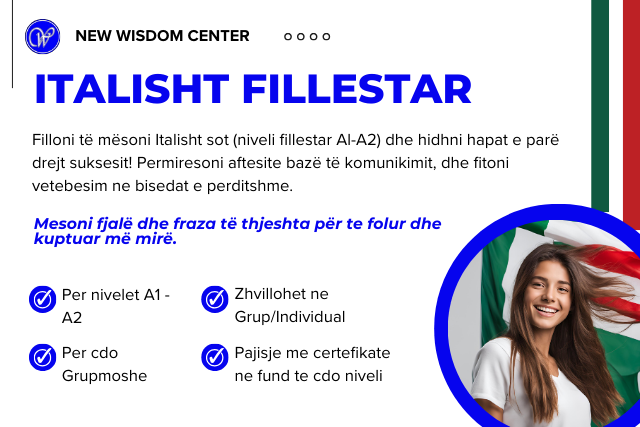 NEW WISDOM CENTER
ITALISHT FILLESTAR
Filloni të mësoni Italisht sot (niveli fillestar Al-A2) dhe hidhni hapat e parë
drejt suksesit! Permiresoni aftesite bazë të komunikimit, dhe fitoni
vetebesim ne bisedat e perditshme.
Mesoni fjalë dhe fraza të thjeshta për te folur dhe
kuptuar më mirë.
Per nivelet A1 -
A2
Zhvillohet ne
Grup/Individual
Per cdo
Grupmoshe
Pajisje me certefikate
ne fund te cdo niveli